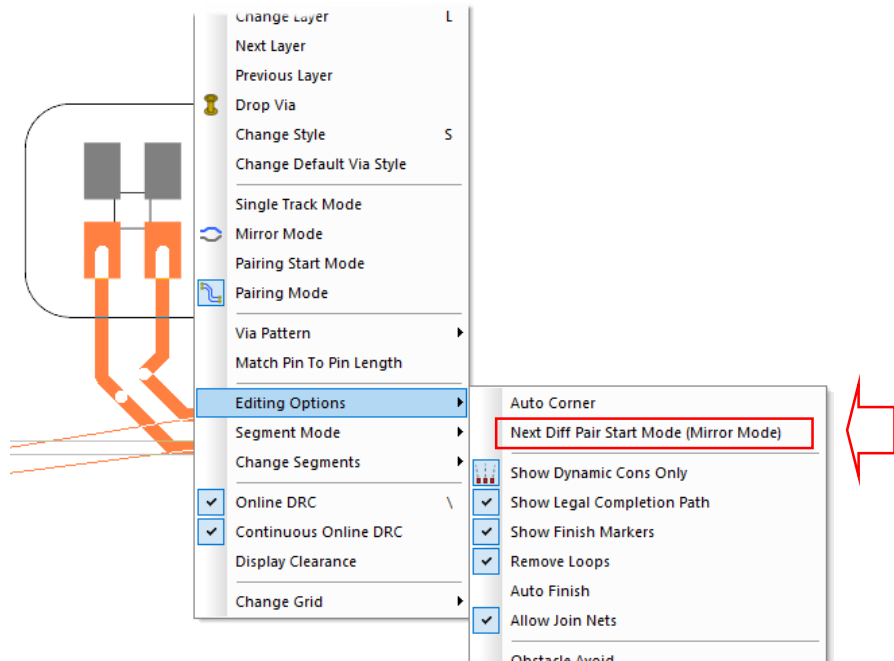 Change Layer L
Next Layer
Previous Layer
Drop Via
Change Style S
Change Default Via Style
Single Track Mode
Mirror Mode
Pairing Start Mode
Pairing Mode
Via Pattern
Match Pin To Pin Length
Editing Options
Segment Mode
Change Segments
Online DRC \
Continuous Online DRC
Display Clearance
Change Grid
Auto Corner
Next Diff Pair Start Mode (Mirror Mode)
Show Dynamic Cons Only
Show Legal Completion Path
Show Finish Markers
Remove Loops
Auto Finish
Allow Join Nets
Obstacle Avoid